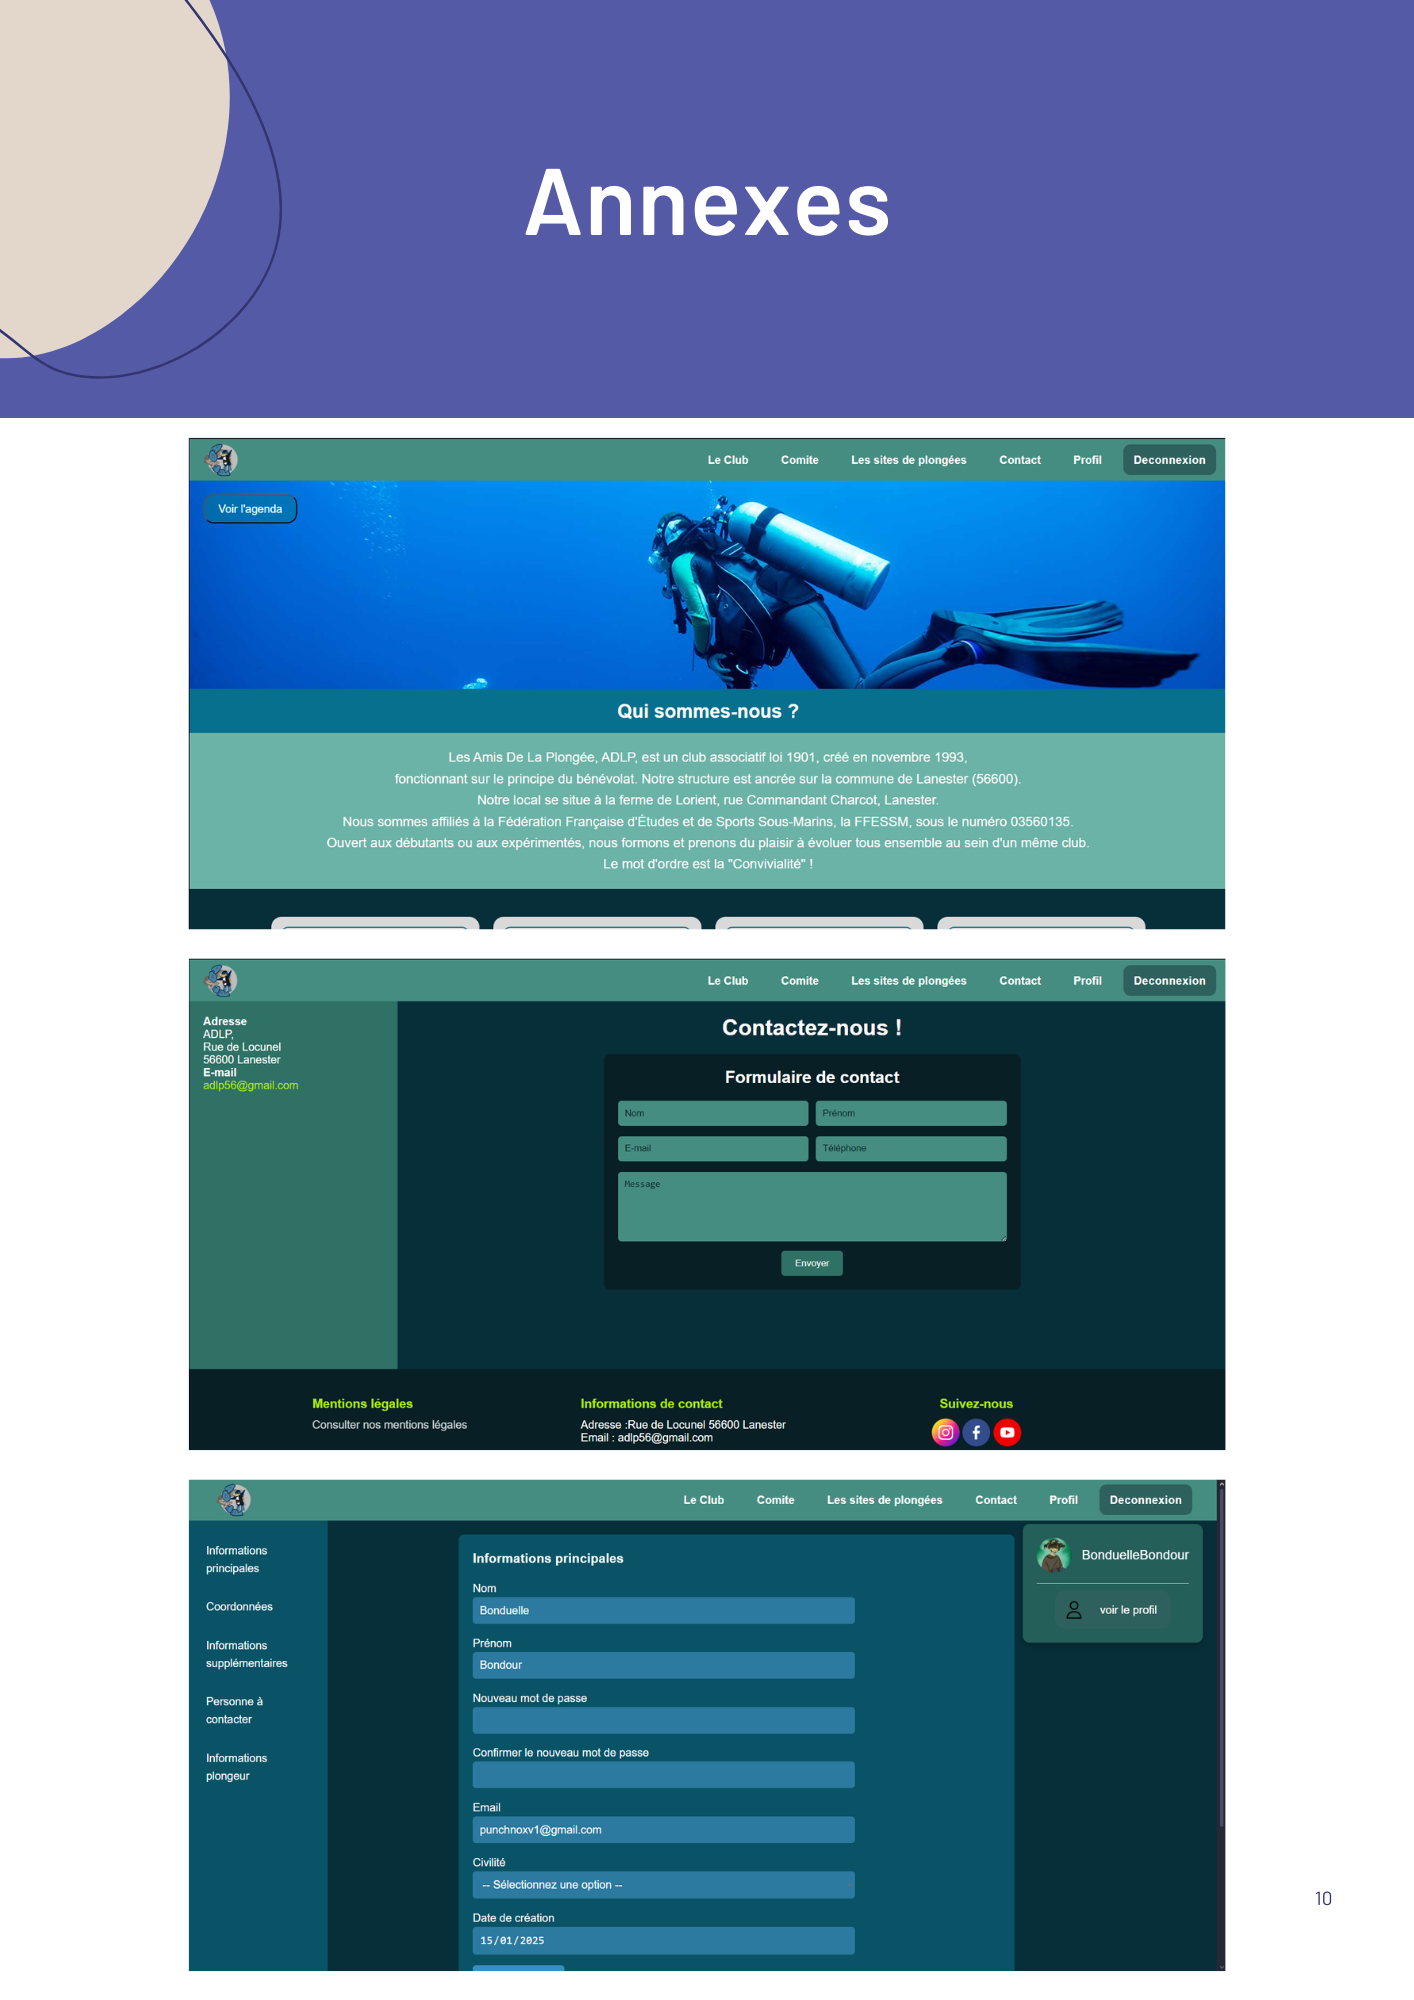 Annexes
Le Club Comite Les sites de plongées Contact Profil Deconnexion
Voir l'agenda
Qui sommes-nous ?
Les Amis De La Plongée, ADLP, est un club associatif loi 1901, créé en novembre 1993,
fonctionnant sur le principe du bénévolat. Notre structure est ancrée sur la commune de Lanester (56600).
Notre local se situe à la ferme de Lorient, rue Commandant Charcot, Lanester.
Nous sommes affiliés à la Fédération Française d'Études et de Sports Sous-Marins, la FFESSM, sous le numéro 03560135.
Ouvert aux débutants ou aux expérimentés, nous formons et prenons du plaisir à évoluer tous ensemble au sein d'un même club.
Le mot d'ordre est la "Convivialité" !
Le Club Comite Les sites de plongées Contact Profil Deconnexion
Adresse
ADLP,
Rue de Locunel
56600 Lanester
E-mail
adlp56@gmail.com
Contactez-nous !
Formulaire de contact
Nom Prénom
E-mail Téléphone
Message
Envoyer
Mentions légales
Consulter nos mentions légales
Informations de contact
Adresse :Rue de Locunel 56600 Lanester
Email : adlp56@gmail.com
Suivez-nous
Le Club Comite Les sites de plongées Contact Profil Deconnexion
Informations
principales
Coordonnées
Informations
supplémentaires
Personne à
contacter
Informations
plongeur
Informations principales
Nom
Bonduelle
Prénom
Bondour
Nouveau mot de passe
Confirmer le nouveau mot de passe
Email
punchnoxv1@gmail.com
Civilité
-- Sélectionnez une option --
Date de création
15/01/2025
BonduelleBondour
voir le profil
10